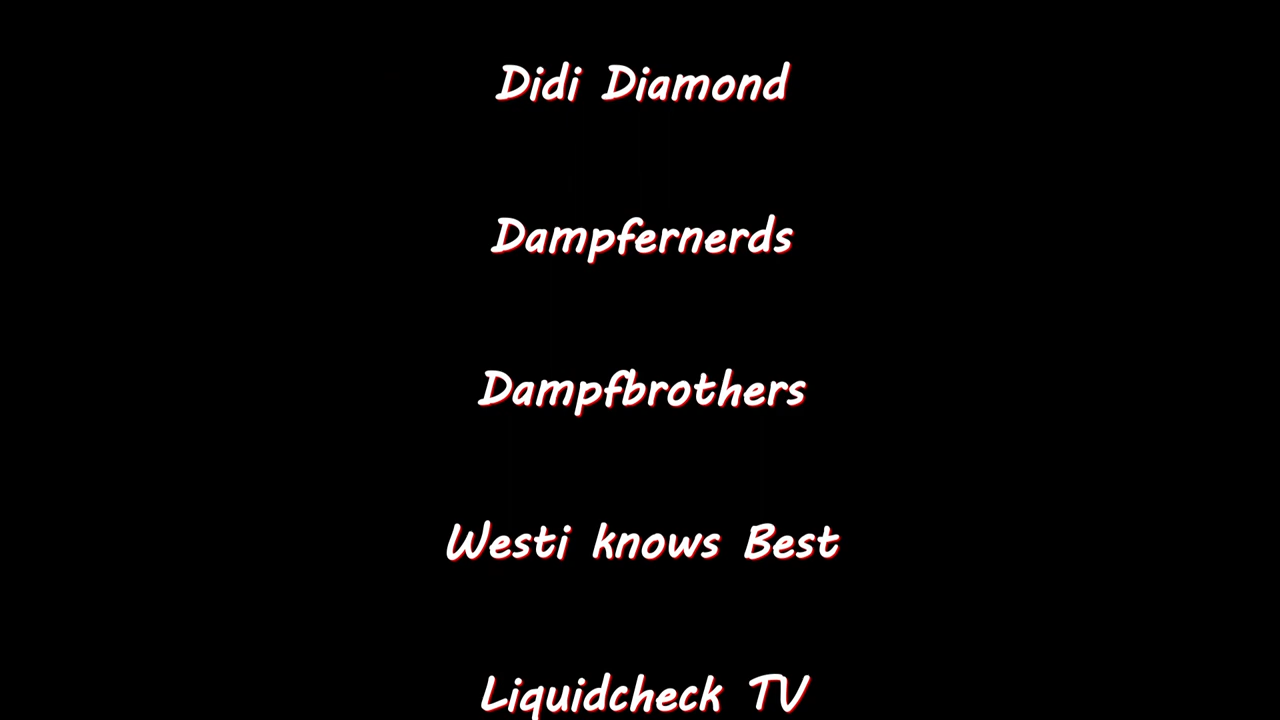 Didi Diamond
Dampfernerds
Dampfbrothers
Westi knows Best
Liquidcheck TV